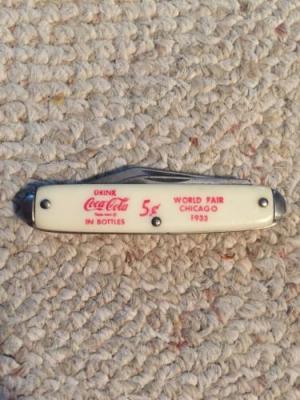 DRINK
Coca-Cola
IN BOTTLES
5¢
WORLD FAIR
CHICAGO
1933